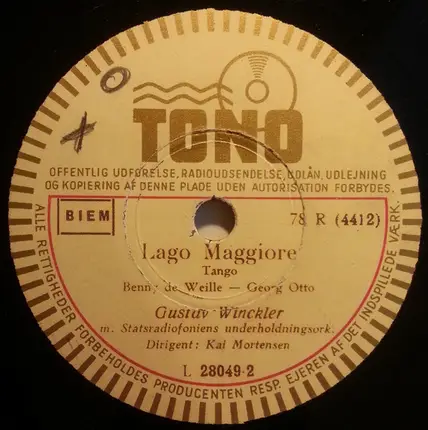 TONO
OFFENTLIG UDFØRELSE, RADIOUDSENDELSE, UDLÅN, UDLEJNING
OG KOPIERING AF DENNE PLADE UDEN AUTORISATION FORBYDES.
BIEM
78 R (4412)
Lago Maggiore
Tango
Benny de Weille — Georg Otto
Gustav Winckler
m. Statsradiofoniens underholdningsork.
Dirigent: Kai Mortensen
L 28049-2
ALLE RETTIGHEDER FORBEHOLDES PRODUCENTEN RESP. EJEREN AF DET INDSPILLEDE VÆRK.